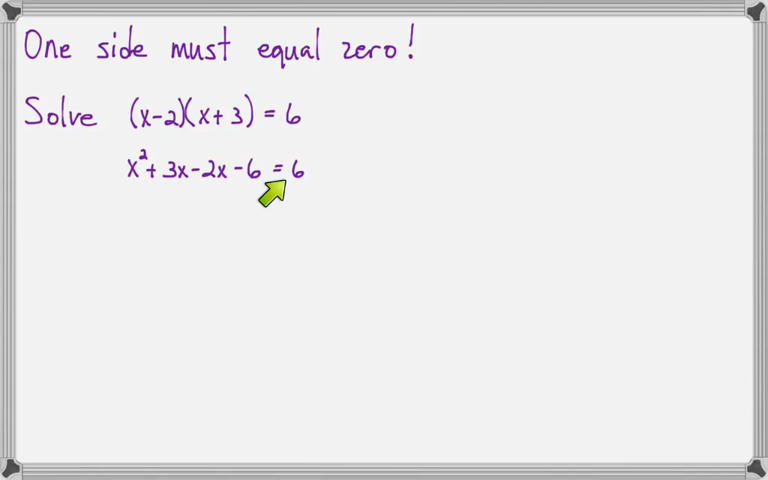 One side must equal zero!
Solve (x-2)(x+3) = 6
x² + 3x - 2x - 6 = 6